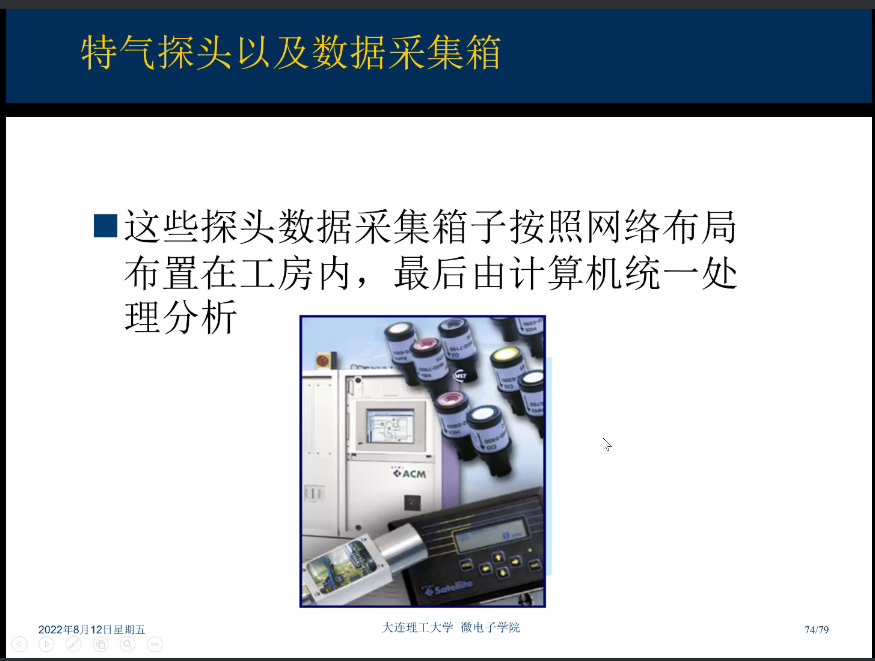 特气探头以及数据采集箱
这些探头数据采集箱子按照网络布局
布置在工房内，最后由计算机统一处
理分析
MST
ACM
Satellite
2022年8月12日星期五
大连理工大学 微电子学院
74/79